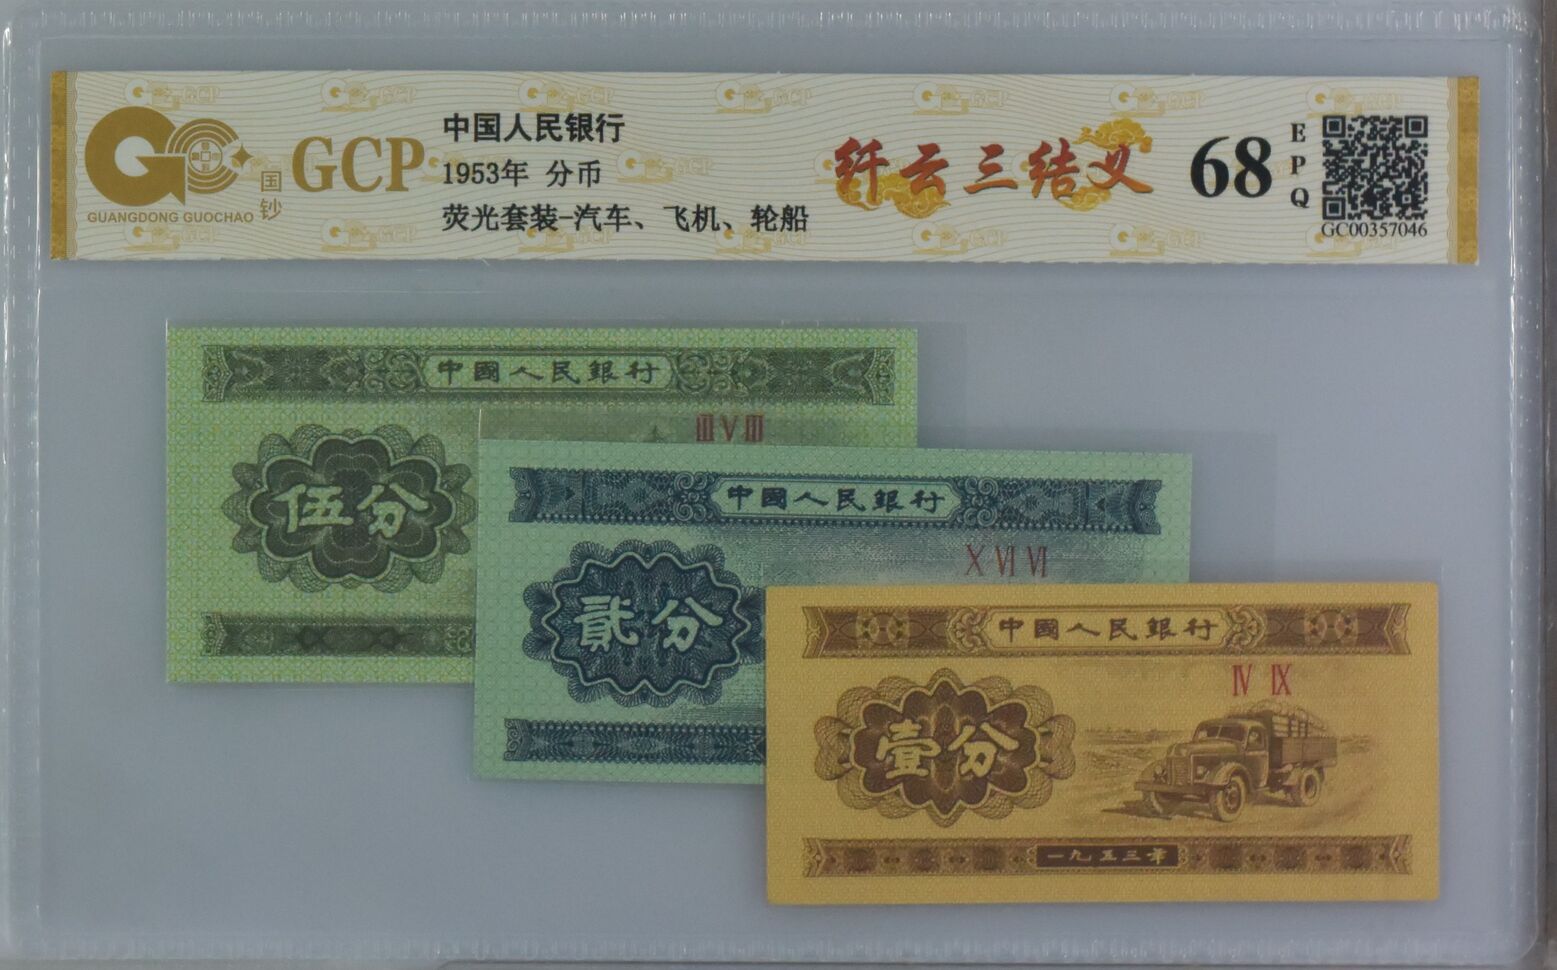 GCP
国钞
GUANGDONG GUOCHAO
中国人民银行
1953年 分币
荧光套装-汽车、飞机、轮船
纤云三结义
68
EPQ
GC00357046
中國人民銀行
III V III
伍分
中國人民銀行
X VI VI
貳分
中國人民銀行
IV IX
壹分
一九五三年